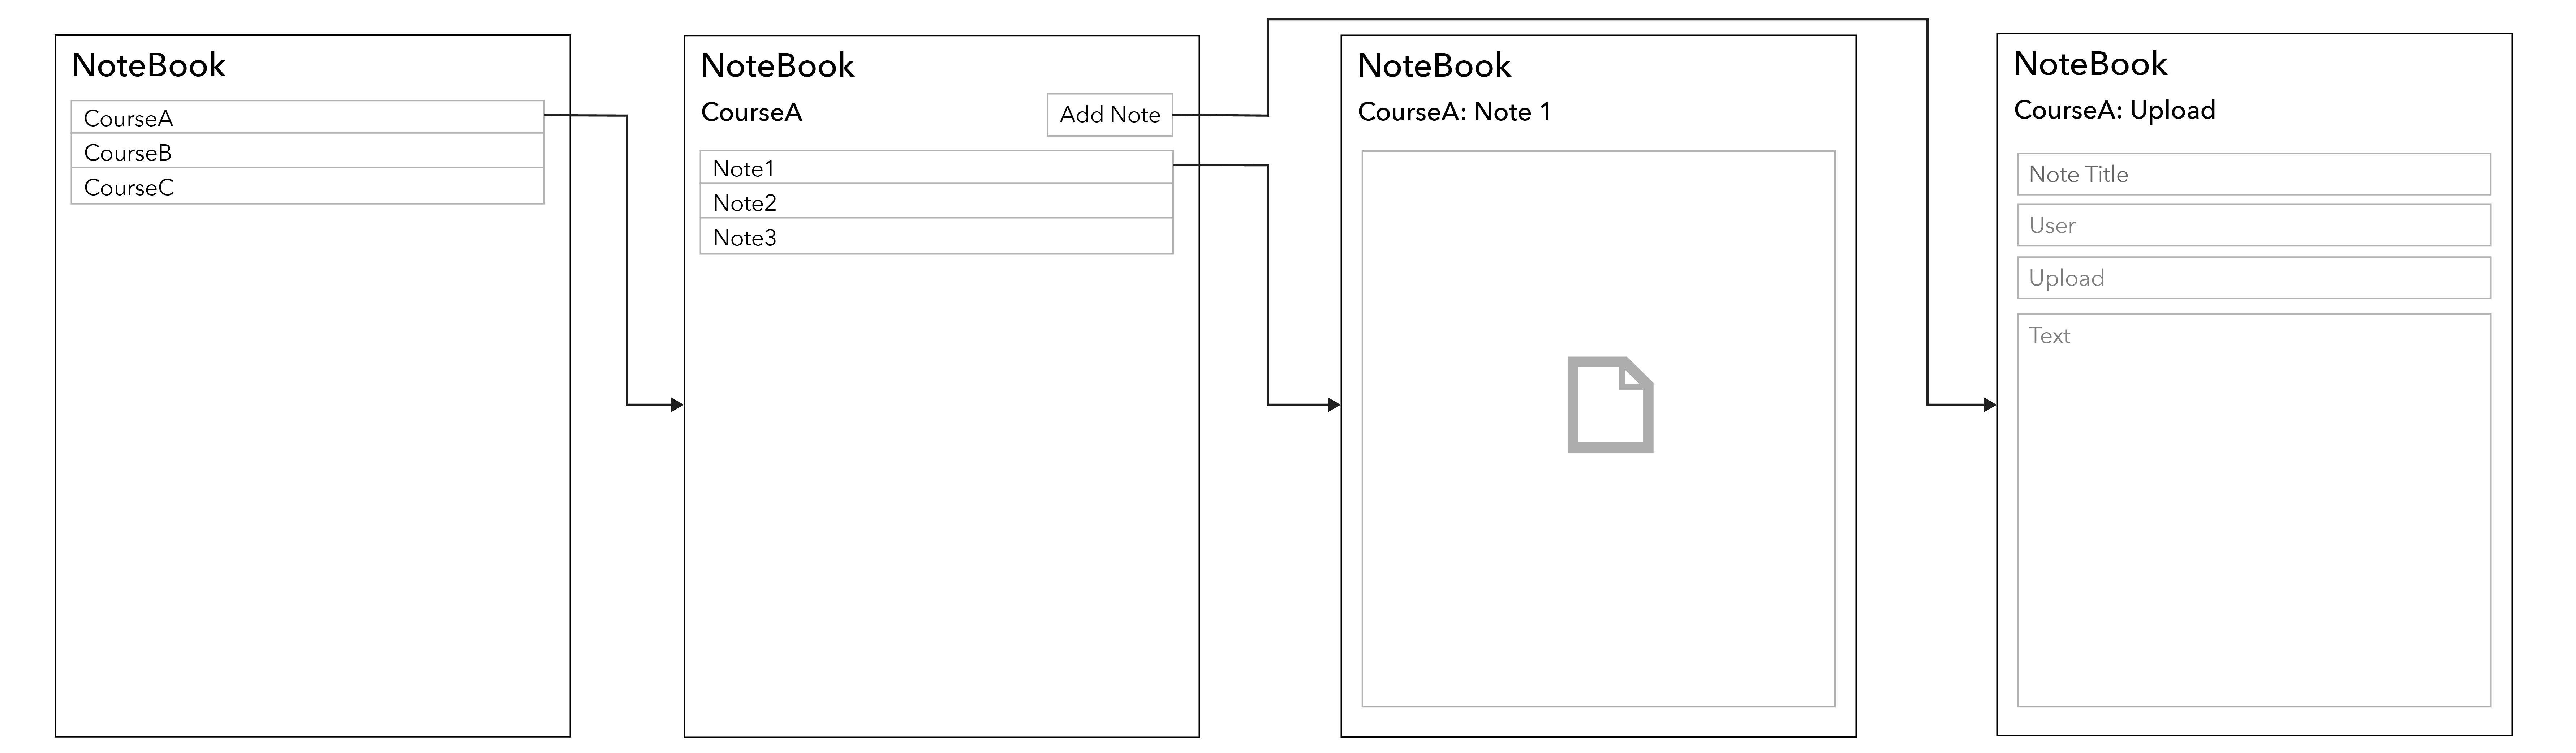 NoteBook
CourseA
CourseB
CourseC
NoteBook
CourseA
Add Note
Note1
Note2
Note3
NoteBook
CourseA: Note 1
NoteBook
CourseA: Upload
Note Title
User
Upload
Text